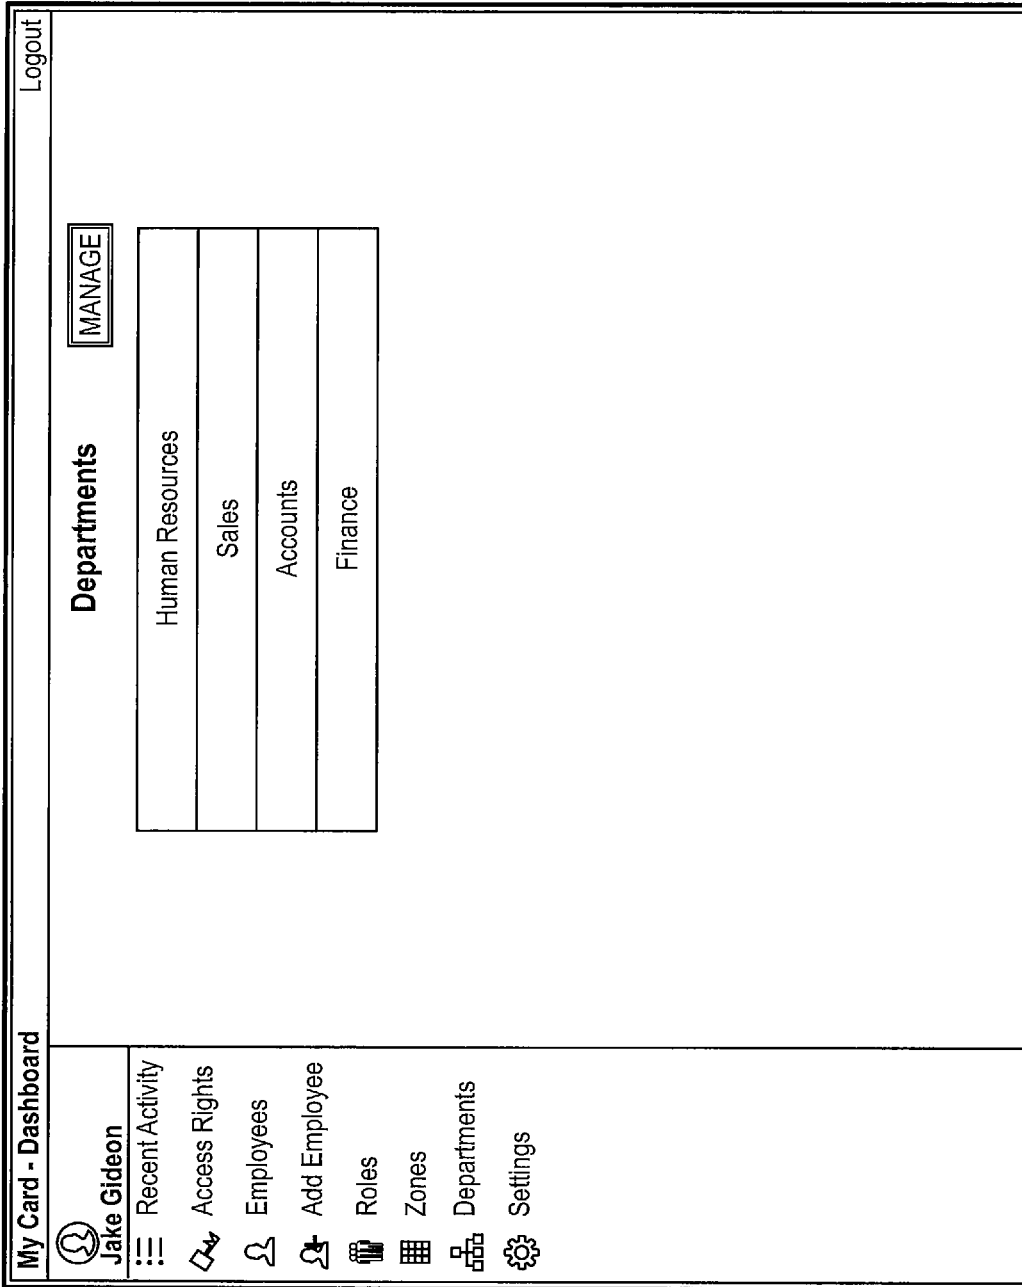 My Card - Dashboard
Logout
Jake Gideon
Recent Activity
Access Rights
Employees
Add Employee
Roles
Zones
Departments
Settings
Departments
MANAGE
Human Resources
Sales
Accounts
Finance